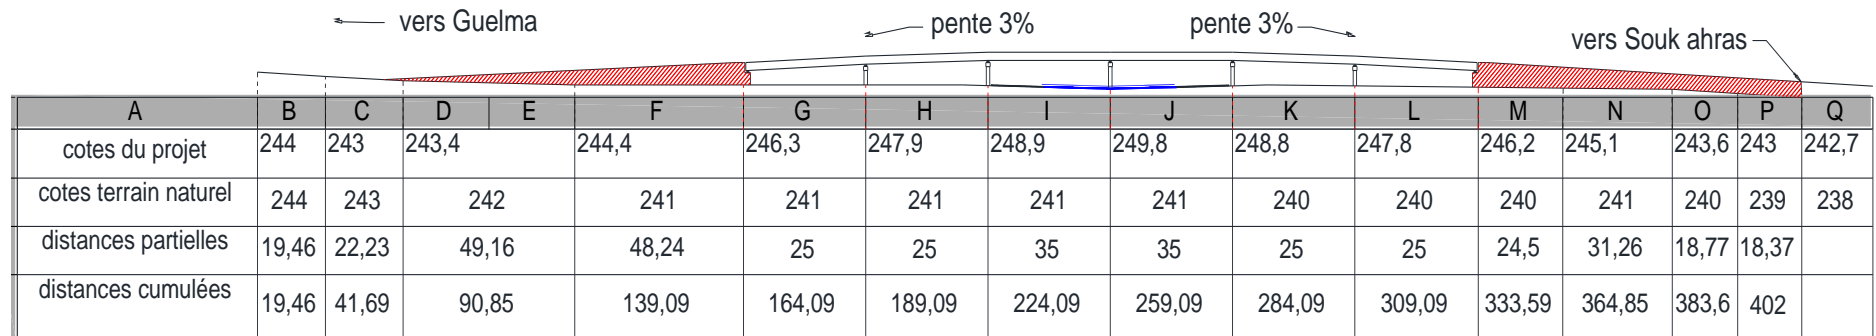 vers Guelma
pente 3%
pente 3%
vers Souk ahras
A B C D E F G H I J K L M N O P Q
cotes du projet 244 243 243,4 244,4 246,3 247,9 248,9 249,8 248,8 247,8 246,2 245,1 243,6 243 242,7
cotes terrain naturel 244 243 242 241 241 241 241 241 240 240 240 241 240 239 238
distances partielles 19,46 22,23 49,16 48,24 25 25 35 35 25 25 24,5 31,26 18,77 18,37
distances cumulées 19,46 41,69 90,85 139,09 164,09 189,09 224,09 259,09 284,09 309,09 333,59 364,85 383,6 402